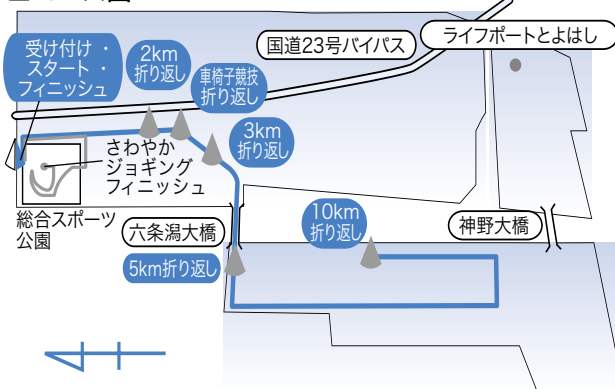 国道23号バイパス
ライフポートとよはし
受け付け・
スタート・
フィニッシュ
2km
折り返し
車椅子競技
折り返し
3km
折り返し
さわやか
ジョギング
フィニッシュ
総合スポーツ
公園
六条潟大橋
10km
折り返し
神野大橋
5km折り返し